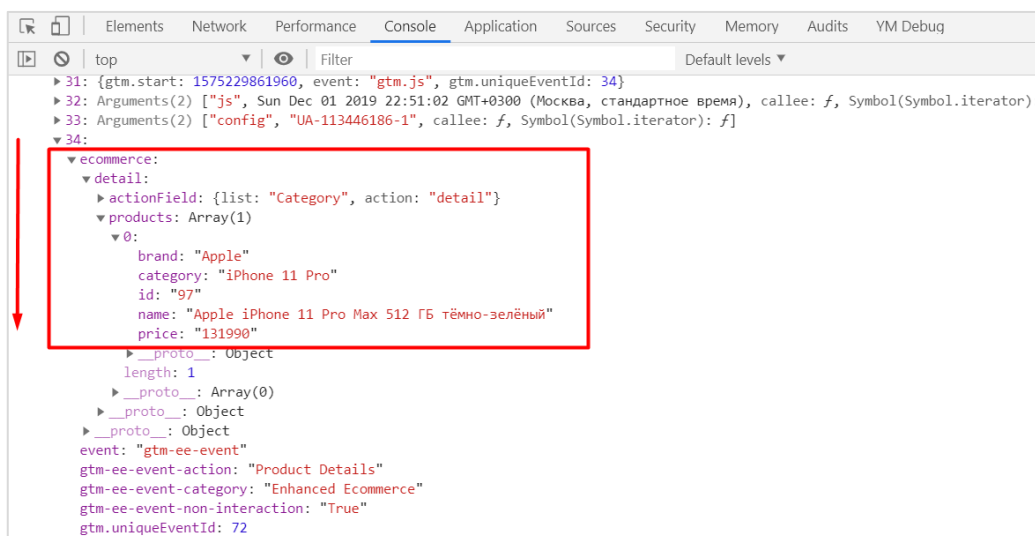 Elements Network Performance Console Application Sources Security Memory Audits YM Debug
top Filter Default levels ▼
▶ 31: {gtm.start: 1575229861960, event: "gtm.js", gtm.uniqueEventId: 34}
▶ 32: Arguments(2) ["js", Sun Dec 01 2019 22:51:02 GMT+0300 (Москва, стандартное время), callee: ƒ, Symbol(Symbol.iterator)
▶ 33: Arguments(2) ["config", "UA-113446186-1", callee: ƒ, Symbol(Symbol.iterator): ƒ]
▼ 34:
▼ ecommerce:
▼ detail:
▶ actionField: {list: "Category", action: "detail"}
▼ products: Array(1)
▼ 0:
brand: "Apple"
category: "iPhone 11 Pro"
id: "97"
name: "Apple iPhone 11 Pro Max 512 ГБ тёмно-зелёный"
price: "131990"
▶ __proto__: Object
length: 1
▶ __proto__: Array(0)
▶ __proto__: Object
▶ __proto__: Object
event: "gtm-ee-event"
gtm-ee-event-action: "Product Details"
gtm-ee-event-category: "Enhanced Ecommerce"
gtm-ee-event-non-interaction: "True"
gtm.uniqueEventId: 72